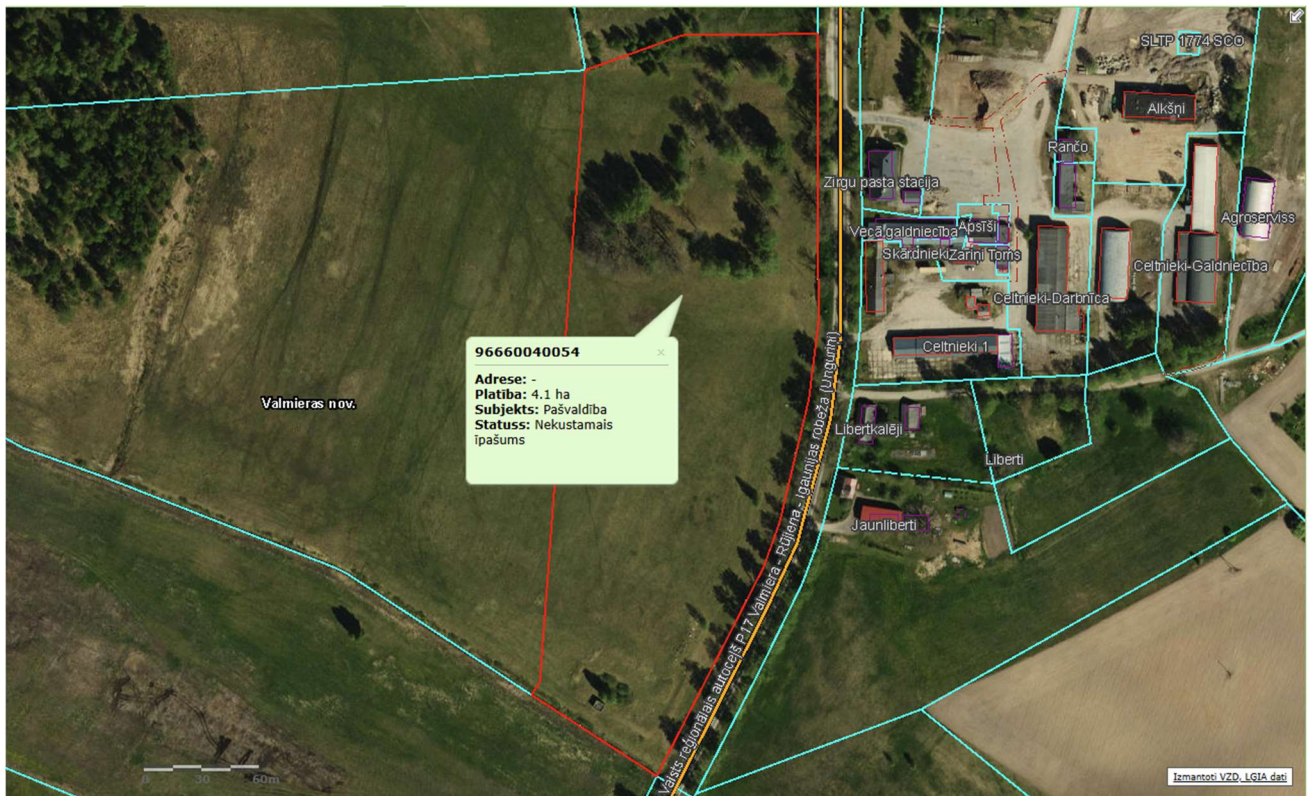 SLTP 1774 SCO
Alkšņi
Rančo
Zirgu pasta stacija
Agroserviss
Vecā galdniecība
Apsīši
Skārdnieki
Zariņi Toms
Celtnieki-Galdniecība
Celtnieki-Darbnīca
Celtnieki 1
96660040054
Adrese: -
Platība: 4.1 ha
Subjekts: Pašvaldība
Statuss: Nekustamais
īpašums
Valmieras nov.
Libertkalēji
Liberti
Jaunliberti
Valsts reģionālais autoceļš P17 Valmiera - Rūjiena - Igaunijas robeža (Unguriņi)
0 30 60m
Izmantoti VZD, LĢIA dati